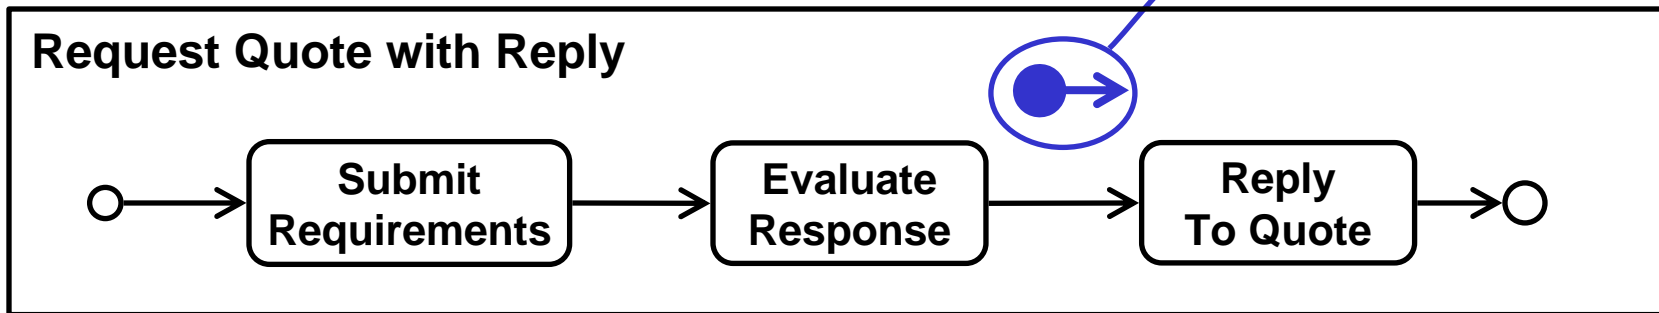 Request Quote with Reply
Submit
Requirements
Evaluate
Response
Reply
To Quote